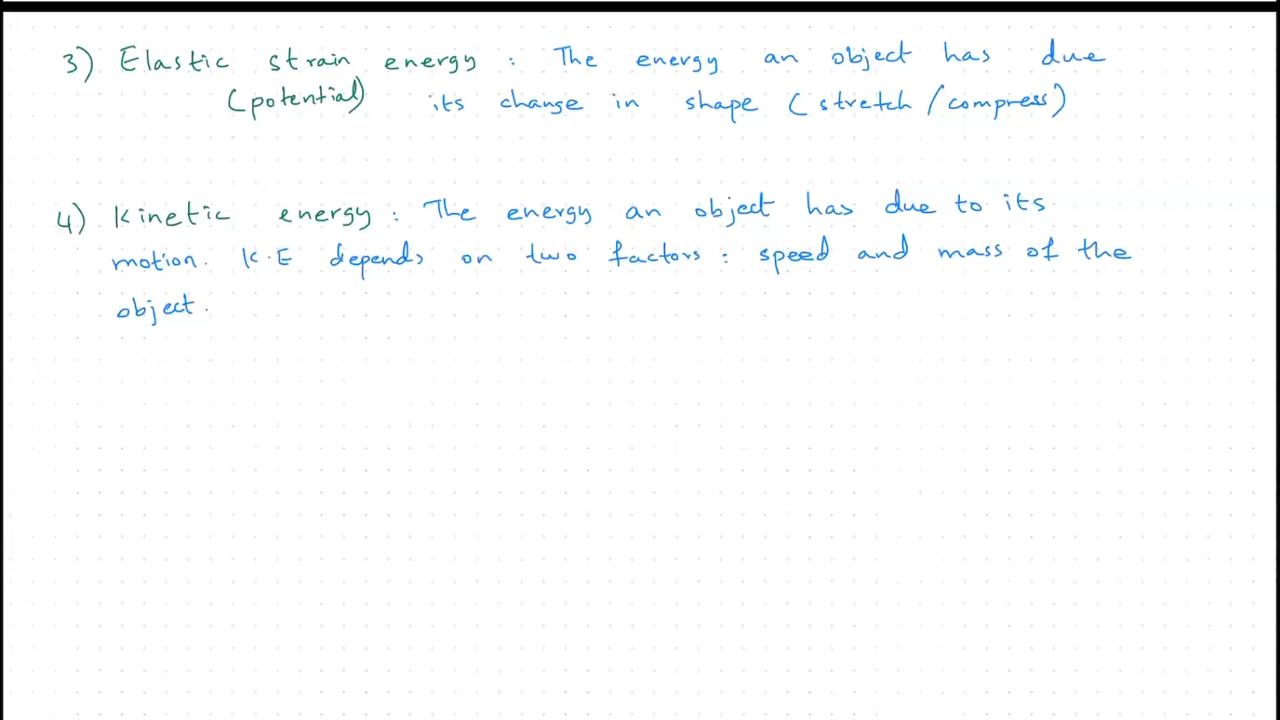 3) Elastic strain energy : The energy an object has due
(potential) its change in shape (stretch/compress)
4) Kinetic energy : The energy an object has due to its
motion. K.E depends on two factors : speed and mass of the
object.